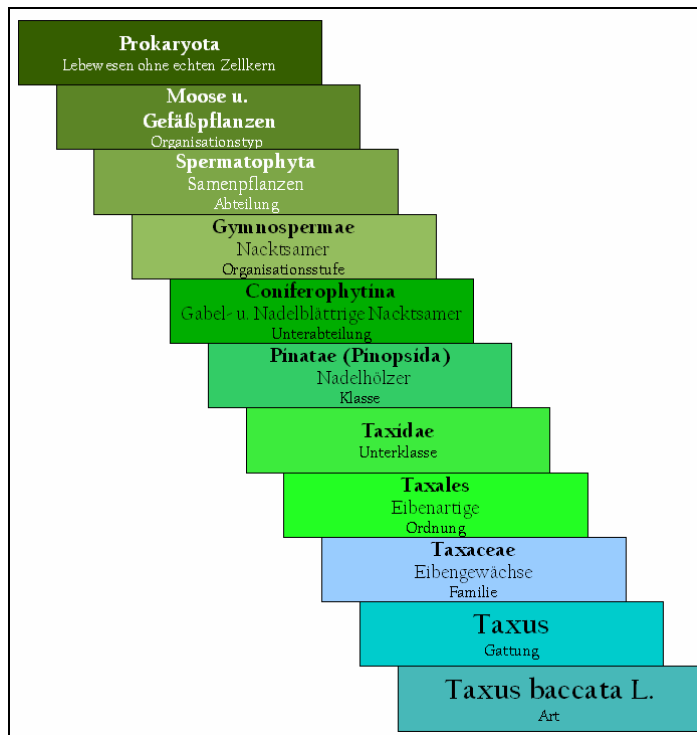 Prokaryota
Lebewesen ohne echten Zellkern
Moose u.
Gefäßpflanzen
Organisationstyp
Spermatophyta
Samenpflanzen
Abteilung
Gymnospermae
Nacktsamer
Organisationsstufe
Coniferophytina
Gabel- u. Nadelblättrige Nacktsamer
Unterabteilung
Pinatae (Pinopsida)
Nadelhölzer
Klasse
Taxidae
Unterklasse
Taxales
Eibenartige
Ordnung
Taxaceae
Eibengewächse
Familie
Taxus
Gattung
Taxus baccata L.
Art